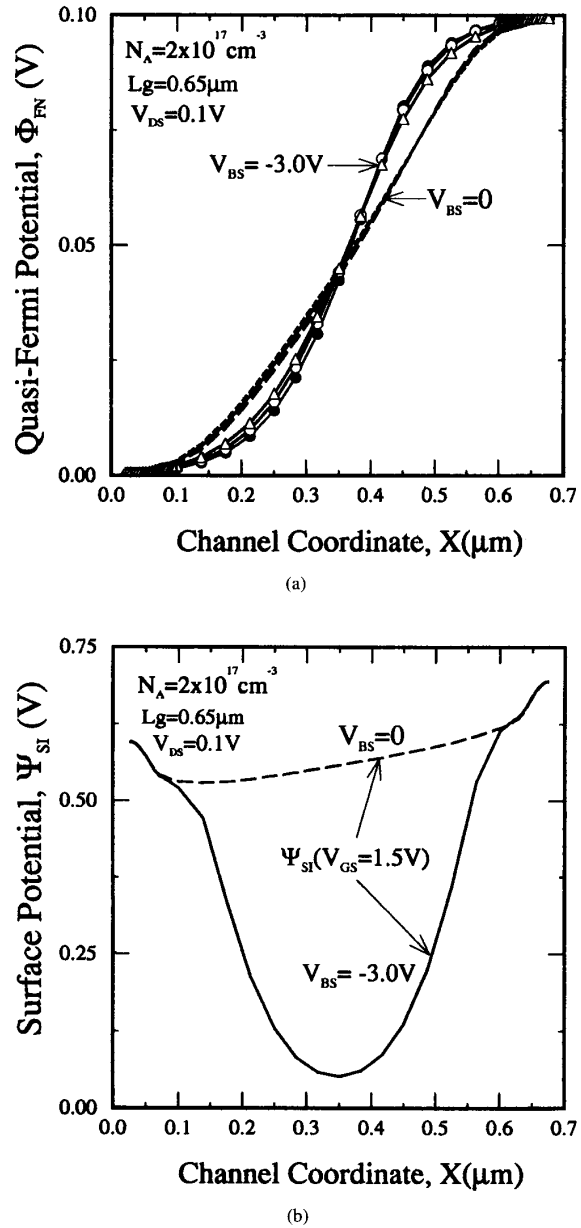 0.10
0.05
0.00
Quasi-Fermi Potential, Φ_FN (V)
N_A=2x10^17 cm^-3
Lg=0.65μm
V_DS=0.1V
V_BS= -3.0V
V_BS=0
0.0 0.1 0.2 0.3 0.4 0.5 0.6 0.7
Channel Coordinate, X(μm)
(a)
0.75
0.50
0.25
0.00
Surface Potential, Ψ_SI (V)
N_A=2x10^17 cm^-3
Lg=0.65μm
V_DS=0.1V
V_BS=0
Ψ_SI(V_GS=1.5V)
V_BS= -3.0V
0.0 0.1 0.2 0.3 0.4 0.5 0.6 0.7
Channel Coordinate, X(μm)
(b)